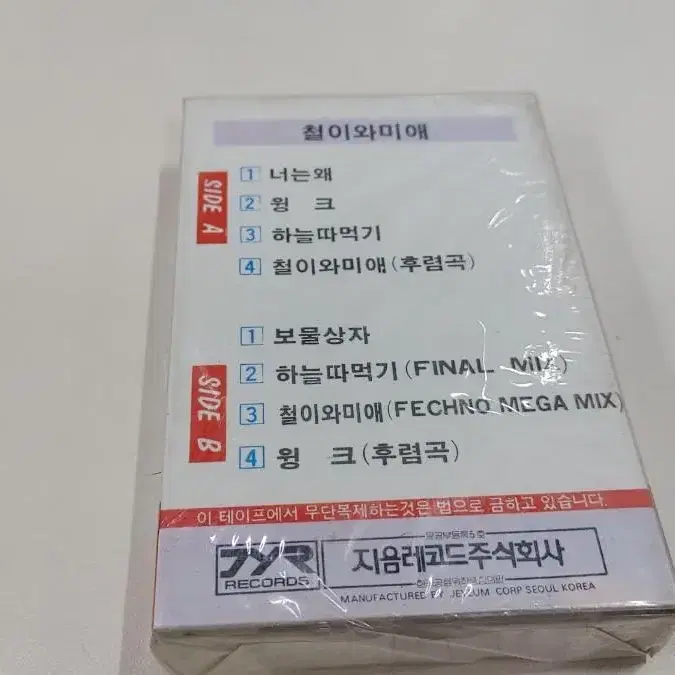 철이와미애
SIDE A
1 너는왜
2 윙 크
3 하늘따먹기
4 철이와미애(후렴곡)
SIDE B
1 보물상자
2 하늘따먹기(FINAL MIX)
3 철이와미애(FECHNO MEGA MIX)
4 윙 크(후렴곡)
이 테이프에서 무단복제하는것은 법으로 금하고 있습니다.
JYR
RECORDS
지음레코드주식회사
MANUFACTURED BY JEUUM CORP SEOUL KOREA